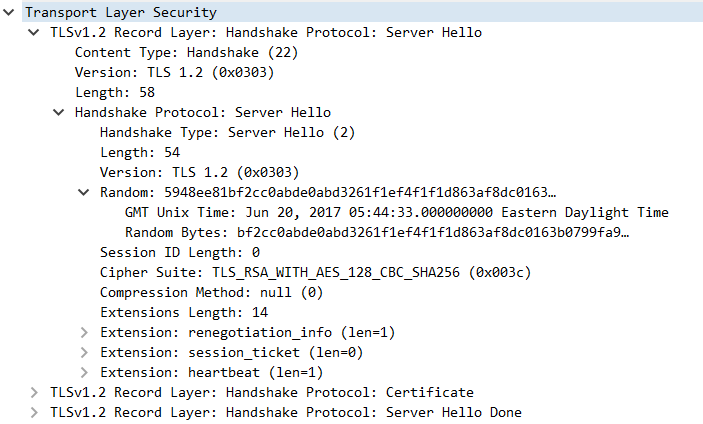 Transport Layer Security
TLSv1.2 Record Layer: Handshake Protocol: Server Hello
Content Type: Handshake (22)
Version: TLS 1.2 (0x0303)
Length: 58
Handshake Protocol: Server Hello
Handshake Type: Server Hello (2)
Length: 54
Version: TLS 1.2 (0x0303)
Random: 5948ee81bf2cc0abde0abd3261f1ef4f1f1d863af8dc0163…
GMT Unix Time: Jun 20, 2017 05:44:33.000000000 Eastern Daylight Time
Random Bytes: bf2cc0abde0abd3261f1ef4f1f1d863af8dc0163b0799fa9…
Session ID Length: 0
Cipher Suite: TLS_RSA_WITH_AES_128_CBC_SHA256 (0x003c)
Compression Method: null (0)
Extensions Length: 14
Extension: renegotiation_info (len=1)
Extension: session_ticket (len=0)
Extension: heartbeat (len=1)
TLSv1.2 Record Layer: Handshake Protocol: Certificate
TLSv1.2 Record Layer: Handshake Protocol: Server Hello Done